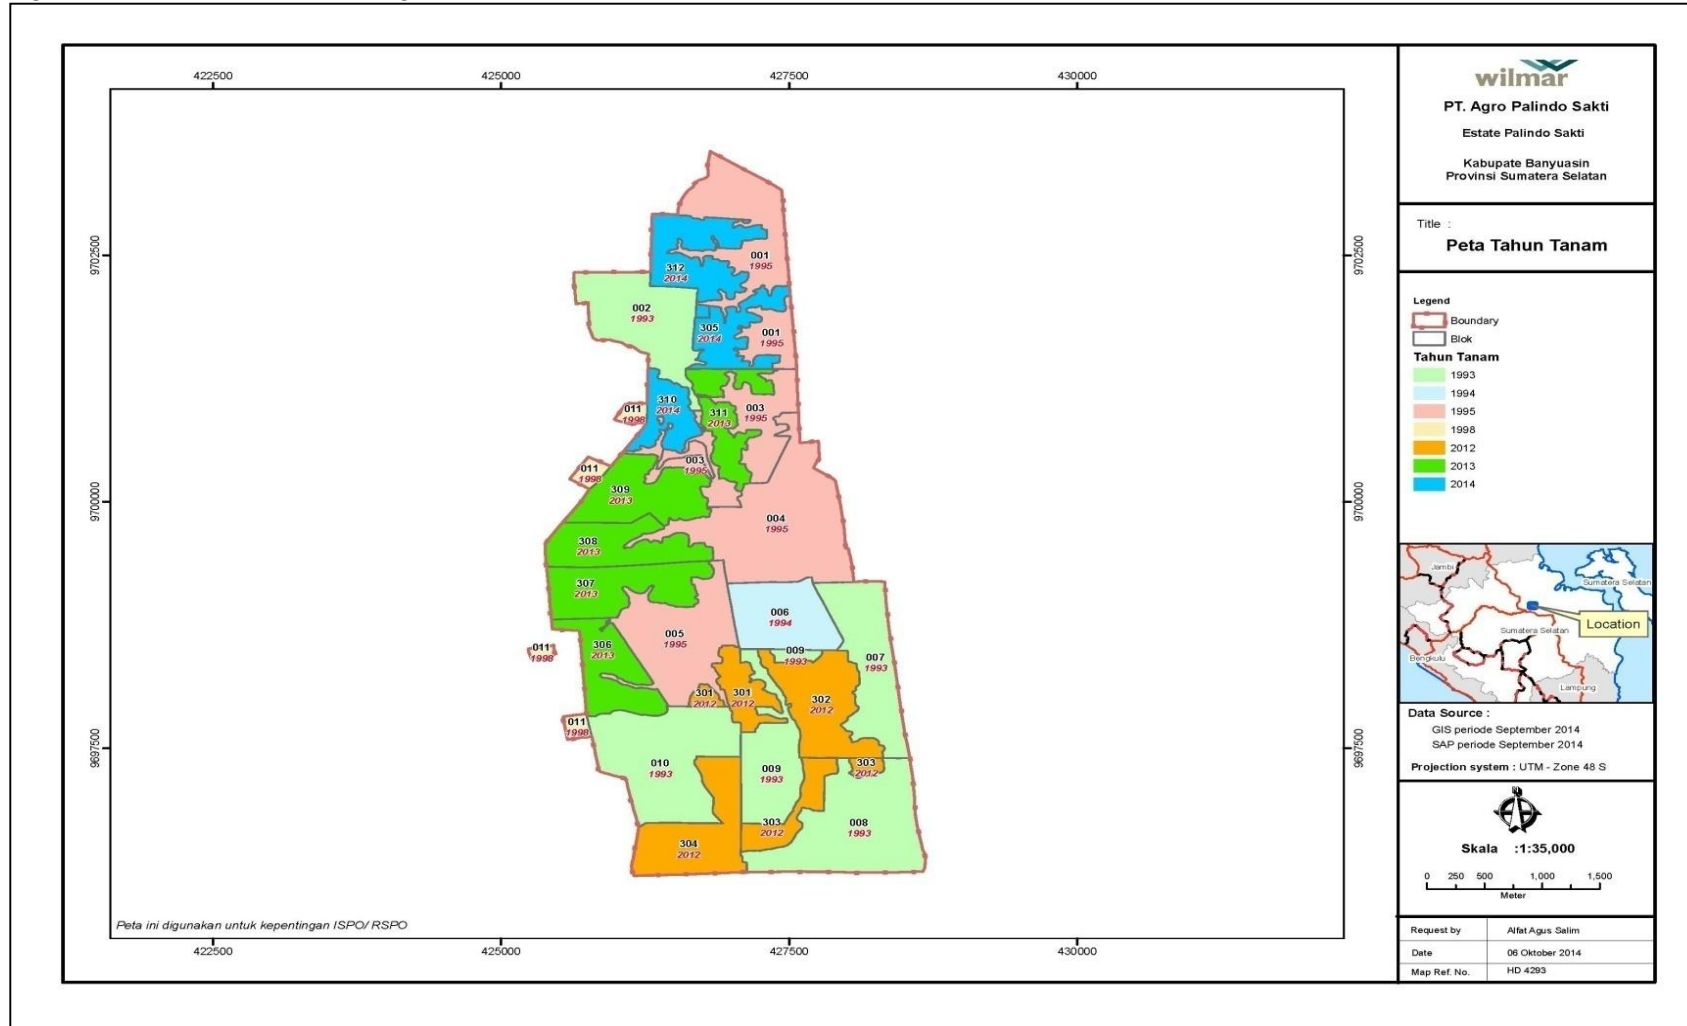 422500
425000
427500
430000
9702500
9702500
9700000
9700000
9697500
9697500
312
2014
001
1995
002
1993
305
2014
001
1995
310
2014
011
1998
311
2013
003
1995
011
1998
003
1995
309
2013
004
1995
308
2013
307
2013
006
1994
005
1995
306
2013
011
1998
009
1993
007
1993
301
2012
301
2012
302
2012
011
1998
010
1993
009
1993
303
2012
303
2012
008
1993
304
2012
Peta ini digunakan untuk kepentingan ISPO/ RSPO
422500
425000
427500
430000
wilmar
PT. Agro Palindo Sakti
Estate Palindo Sakti
Kabupate Banyuasin
Provinsi Sumatera Selatan
Title :
Peta Tahun Tanam
Legend
Boundary
Blok
Tahun Tanam
1993
1994
1995
1998
2012
2013
2014
Jambi
Sumatera Selatan
Location
Sumatera Selatan
Bengkulu
Lampung
Data Source :
GIS periode September 2014
SAP periode September 2014
Projection system : UTM - Zone 48 S
Skala :1:35,000
0 250 500 1,000 1,500
Meter
Request by Alfat Agus Salim
Date 06 Oktober 2014
Map Ref. No. HD 4293